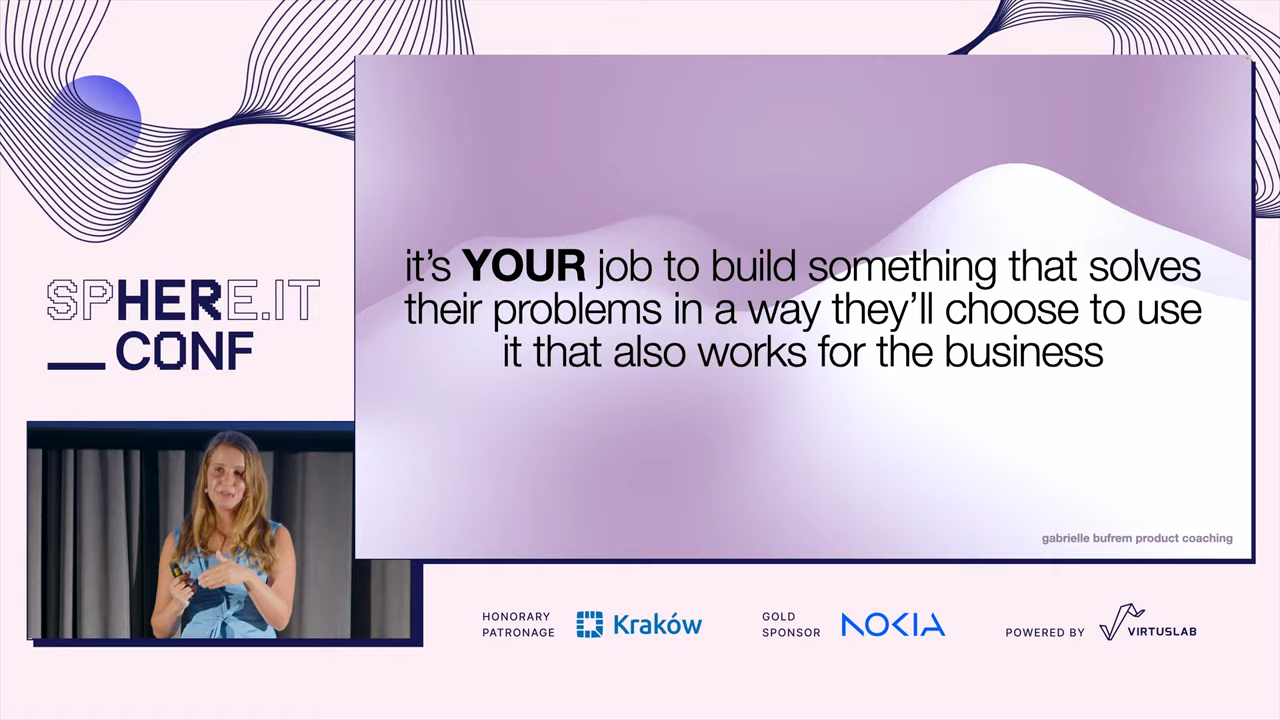 SPHERE.IT
CONF
it’s YOUR job to build something that solves
their problems in a way they’ll choose to use
it that also works for the business
gabrielle bufrem product coaching
HONORARY
PATRONAGE
Kraków
GOLD
SPONSOR
NOKIA
POWERED BY
VIRTUSLAB